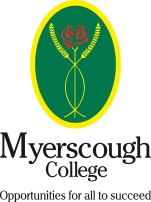 Myerscough
College
Opportunities for all to succeed